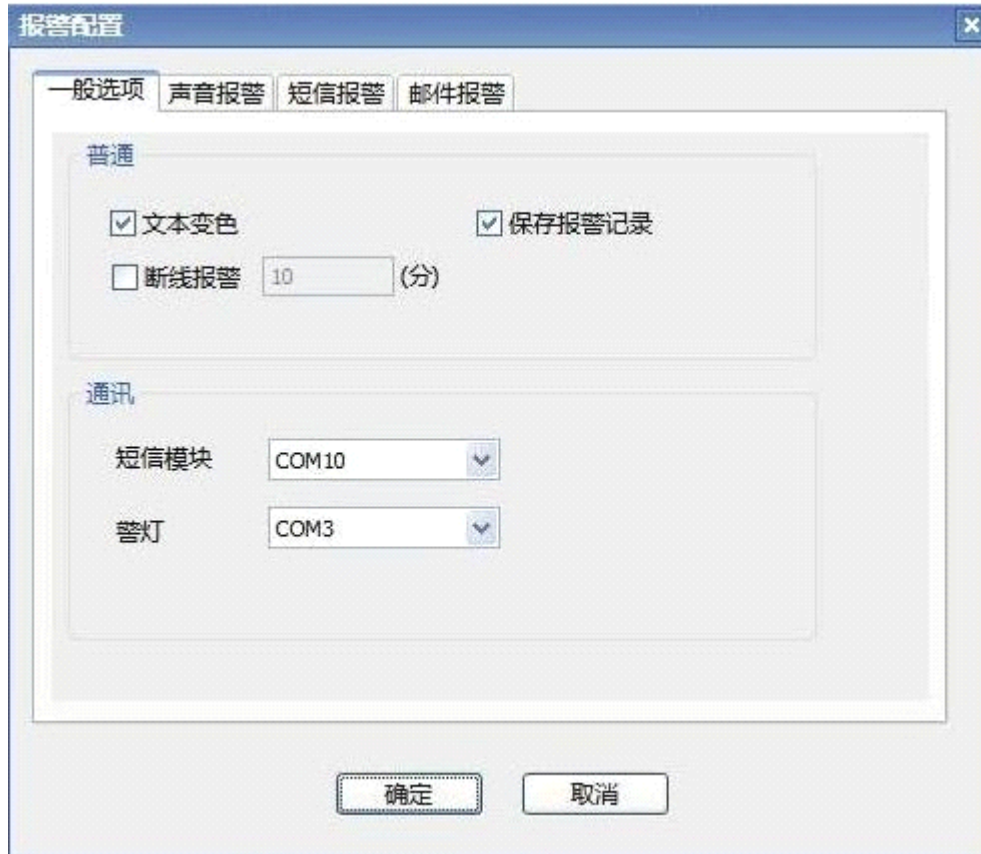 报警配置
一般选项 声音报警 短信报警 邮件报警
普通
文本变色 保存报警记录
断线报警 10 (分)
通讯
短信模块 COM10
警灯 COM3
确定 取消